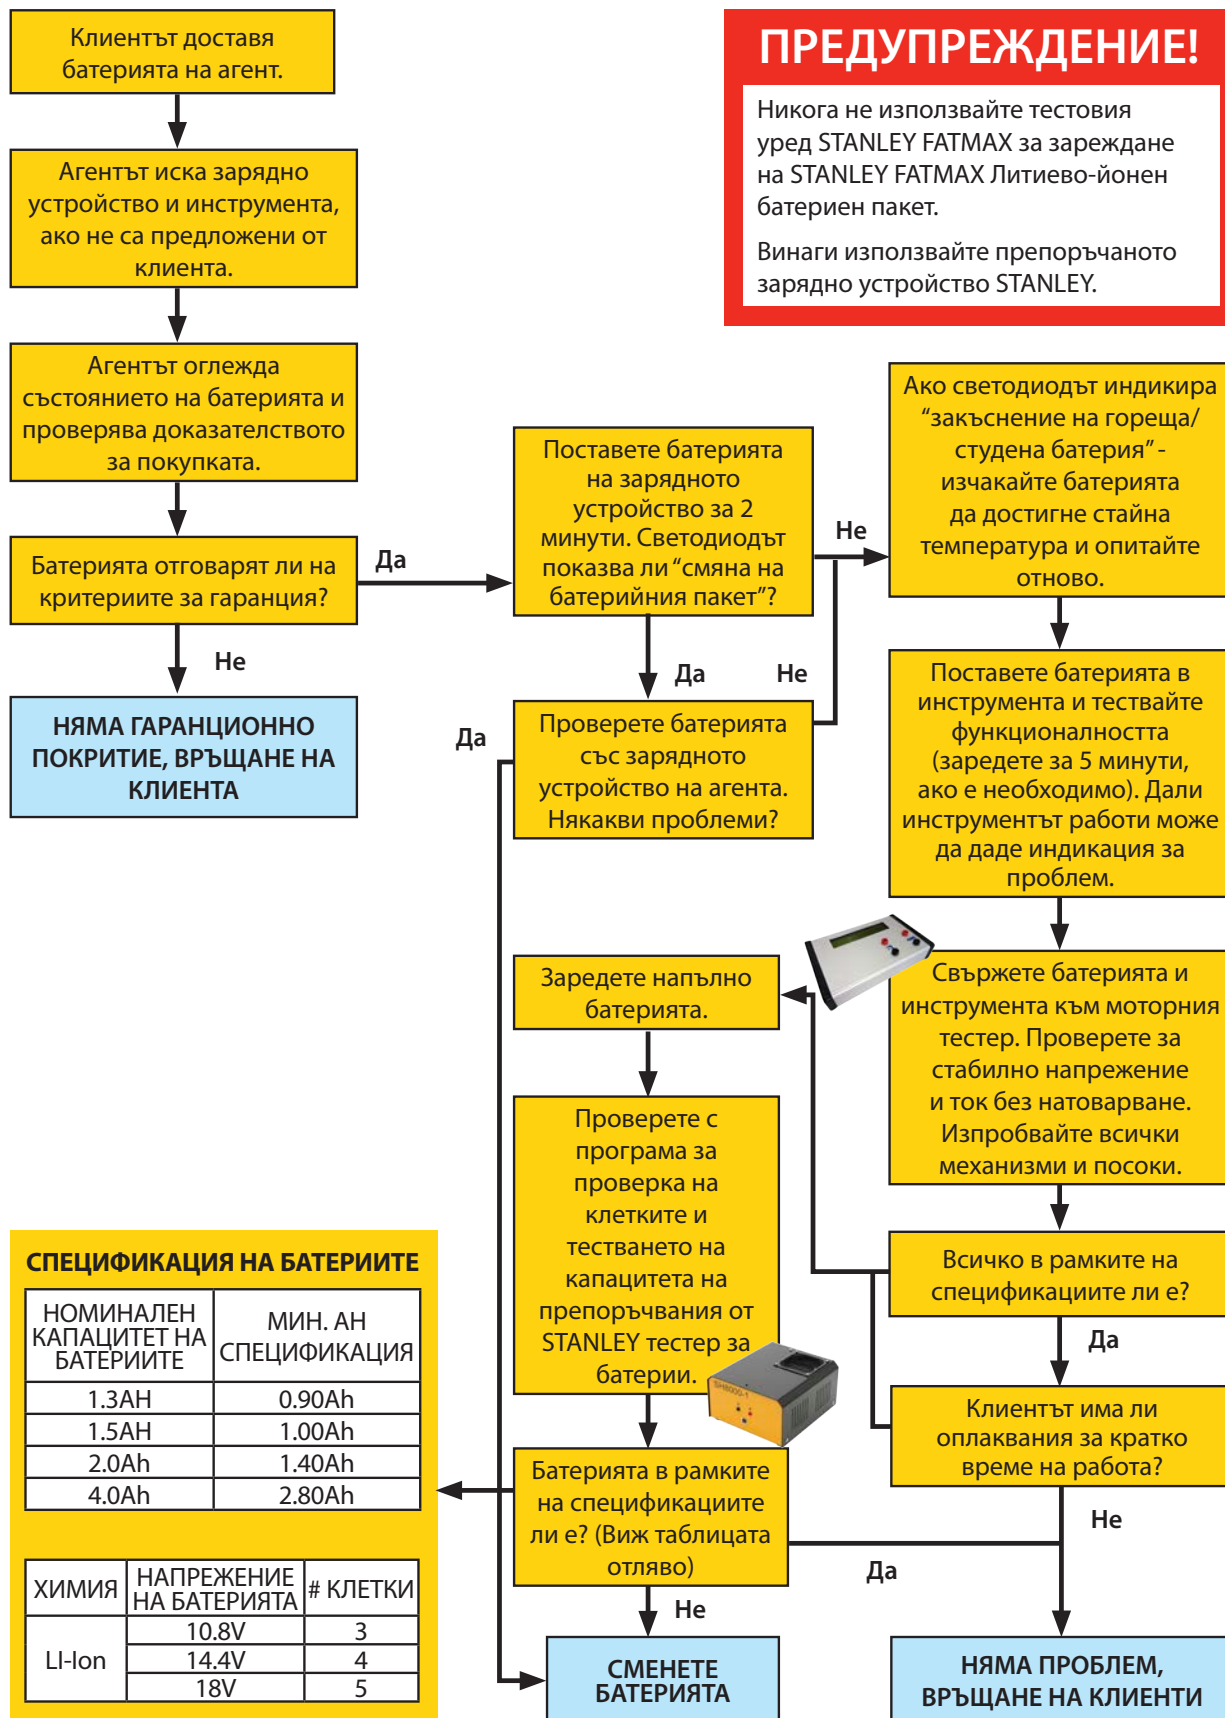 Клиентът доставя
батерията на агент.
Агентът иска зарядно
устройство и инструмента,
ако не са предложени от
клиента.
Агентът оглежда
състоянието на батерията и
проверява доказателството
за покупката.
Батерията отговарят ли на
критериите за гаранция?
Да
Не
НЯМА ГАРАНЦИОННО
ПОКРИТИЕ, ВРЪЩАНЕ НА
КЛИЕНТА
ПРЕДУПРЕЖДЕНИЕ!
Никога не използвайте тестовия
уред STANLEY FATMAX за зареждане
на STANLEY FATMAX Литиево-йонен
батериен пакет.
Винаги използвайте препоръчаното
зарядно устройство STANLEY.
Поставете батерията
на зарядното
устройство за 2
минути. Светодиодът
показва ли “смяна на
батерийния пакет”?
Не
Да
Не
Проверете батерията
със зарядното
устройство на агента.
Някакви проблеми?
Да
Ако светодиодът индикира
“закъснение на гореща/
студена батерия” -
изчакайте батерията
да достигне стайна
температура и опитайте
отново.
Поставете батерията в
инструмента и тествайте
функционалността
(заредете за 5 минути,
ако е необходимо). Дали
инструментът работи може
да даде индикация за
проблем.
Свържете батерията и
инструмента към моторния
тестер. Проверете за
стабилно напрежение
и ток без натоварване.
Изпробвайте всички
механизми и посоки.
Всичко в рамките на
спецификациите ли е?
Да
Клиентът има ли
оплаквания за кратко
време на работа?
Не
Заредете напълно
батерията.
Проверете с
програма за
проверка на
клетките и
тестването на
капацитета на
препоръчвания от
STANLEY тестер за
батерии.
SH8000-1
Батерията в рамките
на спецификациите
ли е? (Виж таблицата
отляво)
Да
Не
СМЕНЕТЕ
БАТЕРИЯТА
НЯМА ПРОБЛЕМ,
ВРЪЩАНЕ НА КЛИЕНТИ
СПЕЦИФИКАЦИЯ НА БАТЕРИИТЕ
НОМИНАЛЕН
КАПАЦИТЕТ НА
БАТЕРИИТЕ
МИН. АН
СПЕЦИФИКАЦИЯ
1.3AH 0.90Ah
1.5AH 1.00Ah
2.0Ah 1.40Ah
4.0Ah 2.80Ah
ХИМИЯ
НАПРЕЖЕНИЕ
НА БАТЕРИЯТА
# КЛЕТКИ
LI-Ion
10.8V 3
14.4V 4
18V 5